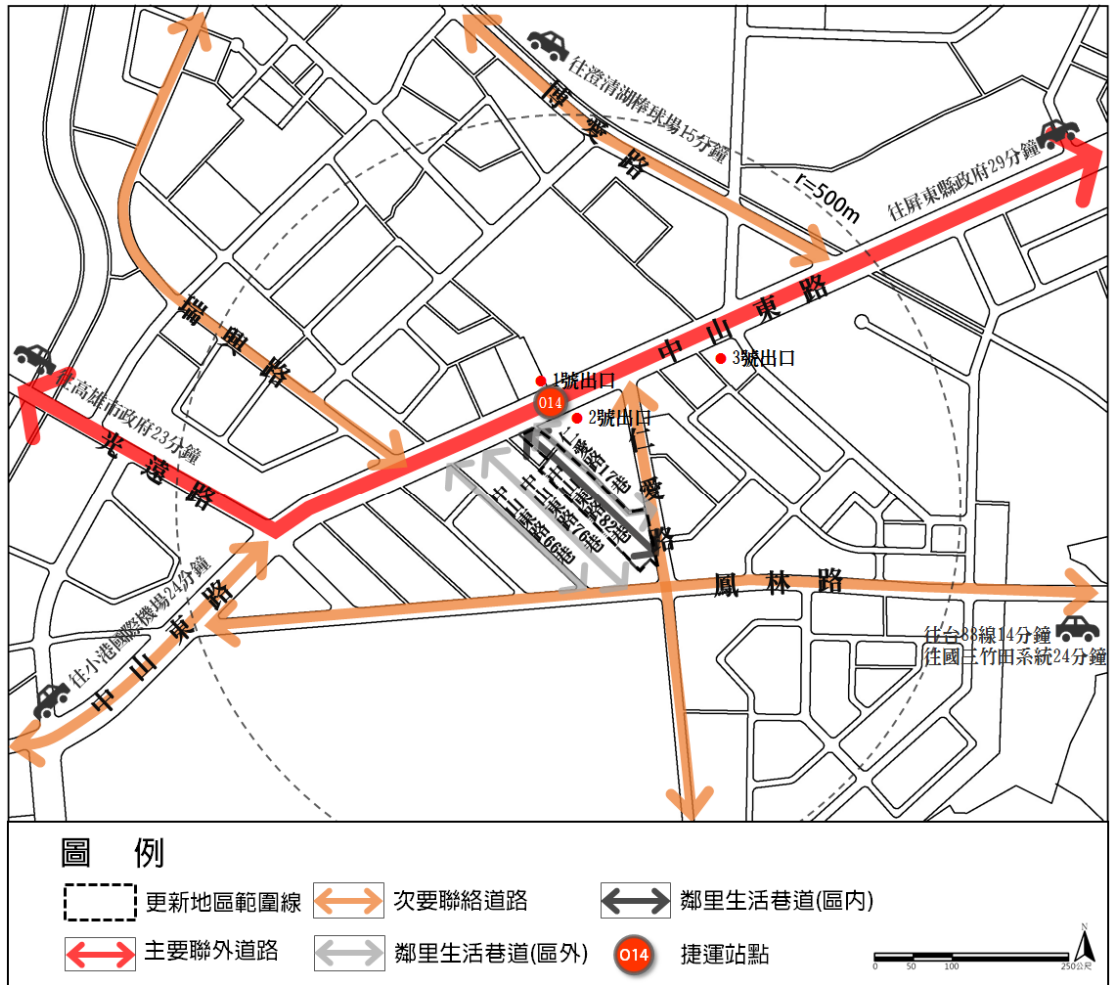 往澄清湖棒球場15分鐘
博愛路
往屏東縣政府29分鐘
r=500m
瑞興路
中山東路
3號出口
1號出口
O14
2號出口
往高雄市政府23分鐘
光遠路
仁愛路17巷
仁愛路
中山東路82巷
中山東路76巷
中山東路66巷
鳳林路
往小港國際機場24分鐘
中山東路
往台88線14分鐘
往國三竹田系統24分鐘
圖 例
更新地區範圍線
次要聯絡道路
鄰里生活巷道(區內)
主要聯外道路
鄰里生活巷道(區外)
O14
捷運站點
N
0 50 100 250公尺